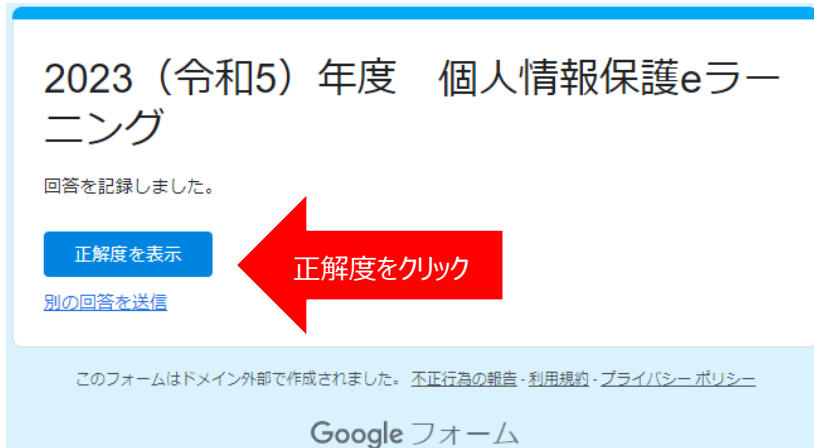 2023（令和5）年度　個人情報保護eラー
ニング
回答を記録しました。
正解度を表示
正解度をクリック
別の回答を送信
このフォームはドメイン外部で作成されました。 不正行為の報告 - 利用規約 - プライバシー ポリシー
Google フォーム